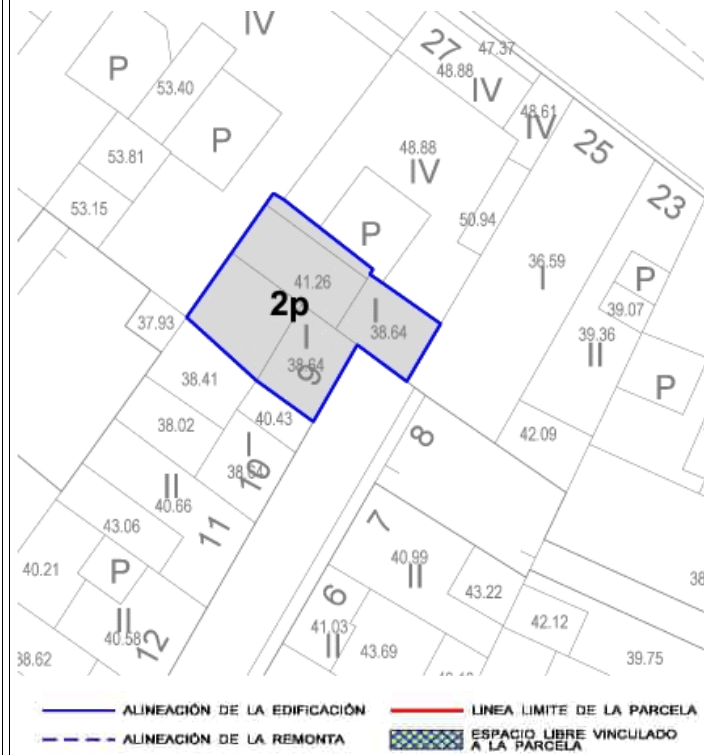 IV
27
47.37
P
48.88
IV
53.40
48.61
IV
P
48.88
25
53.81
IV
23
53.15
50.94
P
36.59
I
P
41.26
39.07
2p
I
37.93
I
38.64
39.36
II
38.64
9
38.41
P
40.43
38.02
8
42.09
I
38.64
10
II
40.66
7
11
43.06
40.99
II
40.21
P
43.22
38
6
II
40.58
41.03
II
42.12
12
38.62
43.69
39.75
ALINEACIÓN DE LA EDIFICACIÓN
LINEA LIMITE DE LA PARCELA
ALINEACIÓN DE LA REMONTA
ESPACIO LIBRE VINCULADO
A LA PARCELA